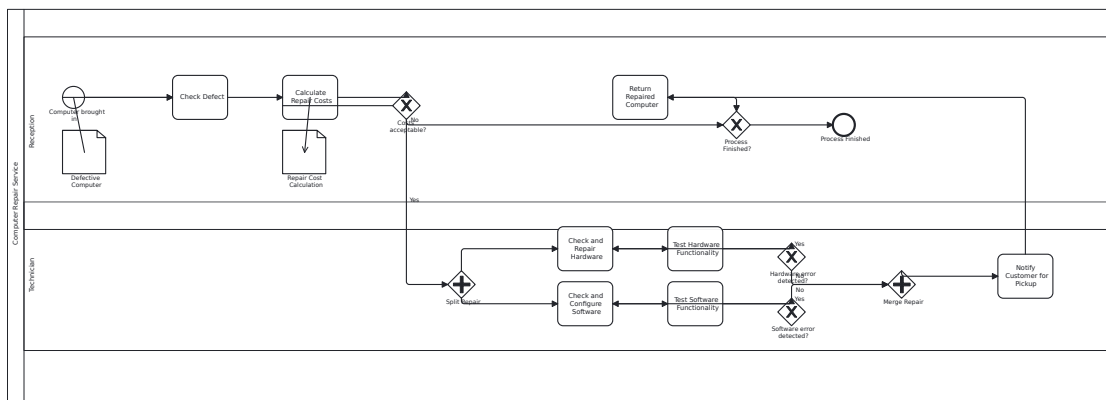 Computer Repair Service
Reception
Computer brought
in
Defective
Computer
Check Defect
Calculate
Repair Costs
Repair Cost
Calculation
No
Costs
acceptable?
Yes
Return
Repaired
Computer
Process
Finished?
Process Finished
Technician
Split Repair
Check and
Repair
Hardware
Test Hardware
Functionality
Yes
Hardware error
detected?
No
Check and
Configure
Software
Test Software
Functionality
No
Yes
Software error
detected?
Merge Repair
Notify
Customer for
Pickup